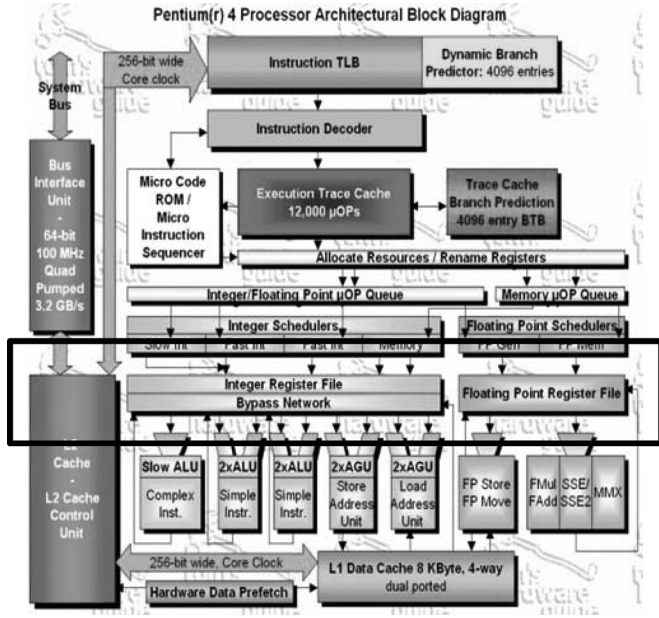 Pentium(r) 4 Processor Architectural Block Diagram
256-bit wide
Core clock
System
Bus
Instruction TLB
Dynamic Branch
Predictor: 4096 entries
Instruction Decoder
Bus
Interface
Unit
-
64-bit
100 MHz
Quad
Pumped
3.2 GB/s
Micro Code
ROM /
Micro
Instruction
Sequencer
Execution Trace Cache
12,000 µOPs
Trace Cache
Branch Prediction
4096 entry BTB
Allocate Resources / Rename Registers
Integer/Floating Point µOP Queue
Memory µOP Queue
Integer Schedulers
Floating Point Schedulers
Slow Int
Fast Int
Fast Int
Memory
FP Gen
FP Mem
Integer Register File
Bypass Network
Floating Point Register File
L2
Cache
-
L2 Cache
Control
Unit
Slow ALU
Complex
Inst.
2xALU
Simple
Instr.
2xALU
Simple
Instr.
2xAGU
Store
Address
Unit
2xAGU
Load
Address
Unit
FP Store
FP Move
FMul
FAdd
SSE/
SSE2
MMX
256-bit wide, Core Clock
L1 Data Cache 8 KByte, 4-way
dual ported
Hardware Data Prefetch
hardware
guide